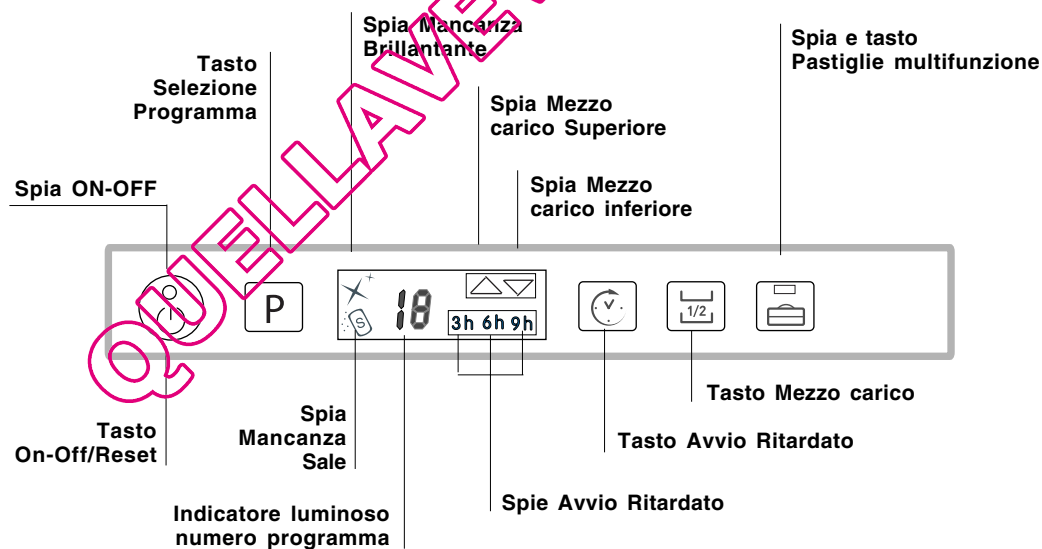 Spia Mancanza
Brillantante
Spia e tasto
Pastiglie multifunzione
Tasto
Selezione
Programma
Spia Mezzo
carico Superiore
Spia ON-OFF
Spia Mezzo
carico inferiore
P
S
18
3h 6h 9h
1/2
Tasto
On-Off/Reset
Spia
Mancanza
Sale
Tasto Mezzo carico
Tasto Avvio Ritardato
Spie Avvio Ritardato
Indicatore luminoso
numero programma
QUELLAVE